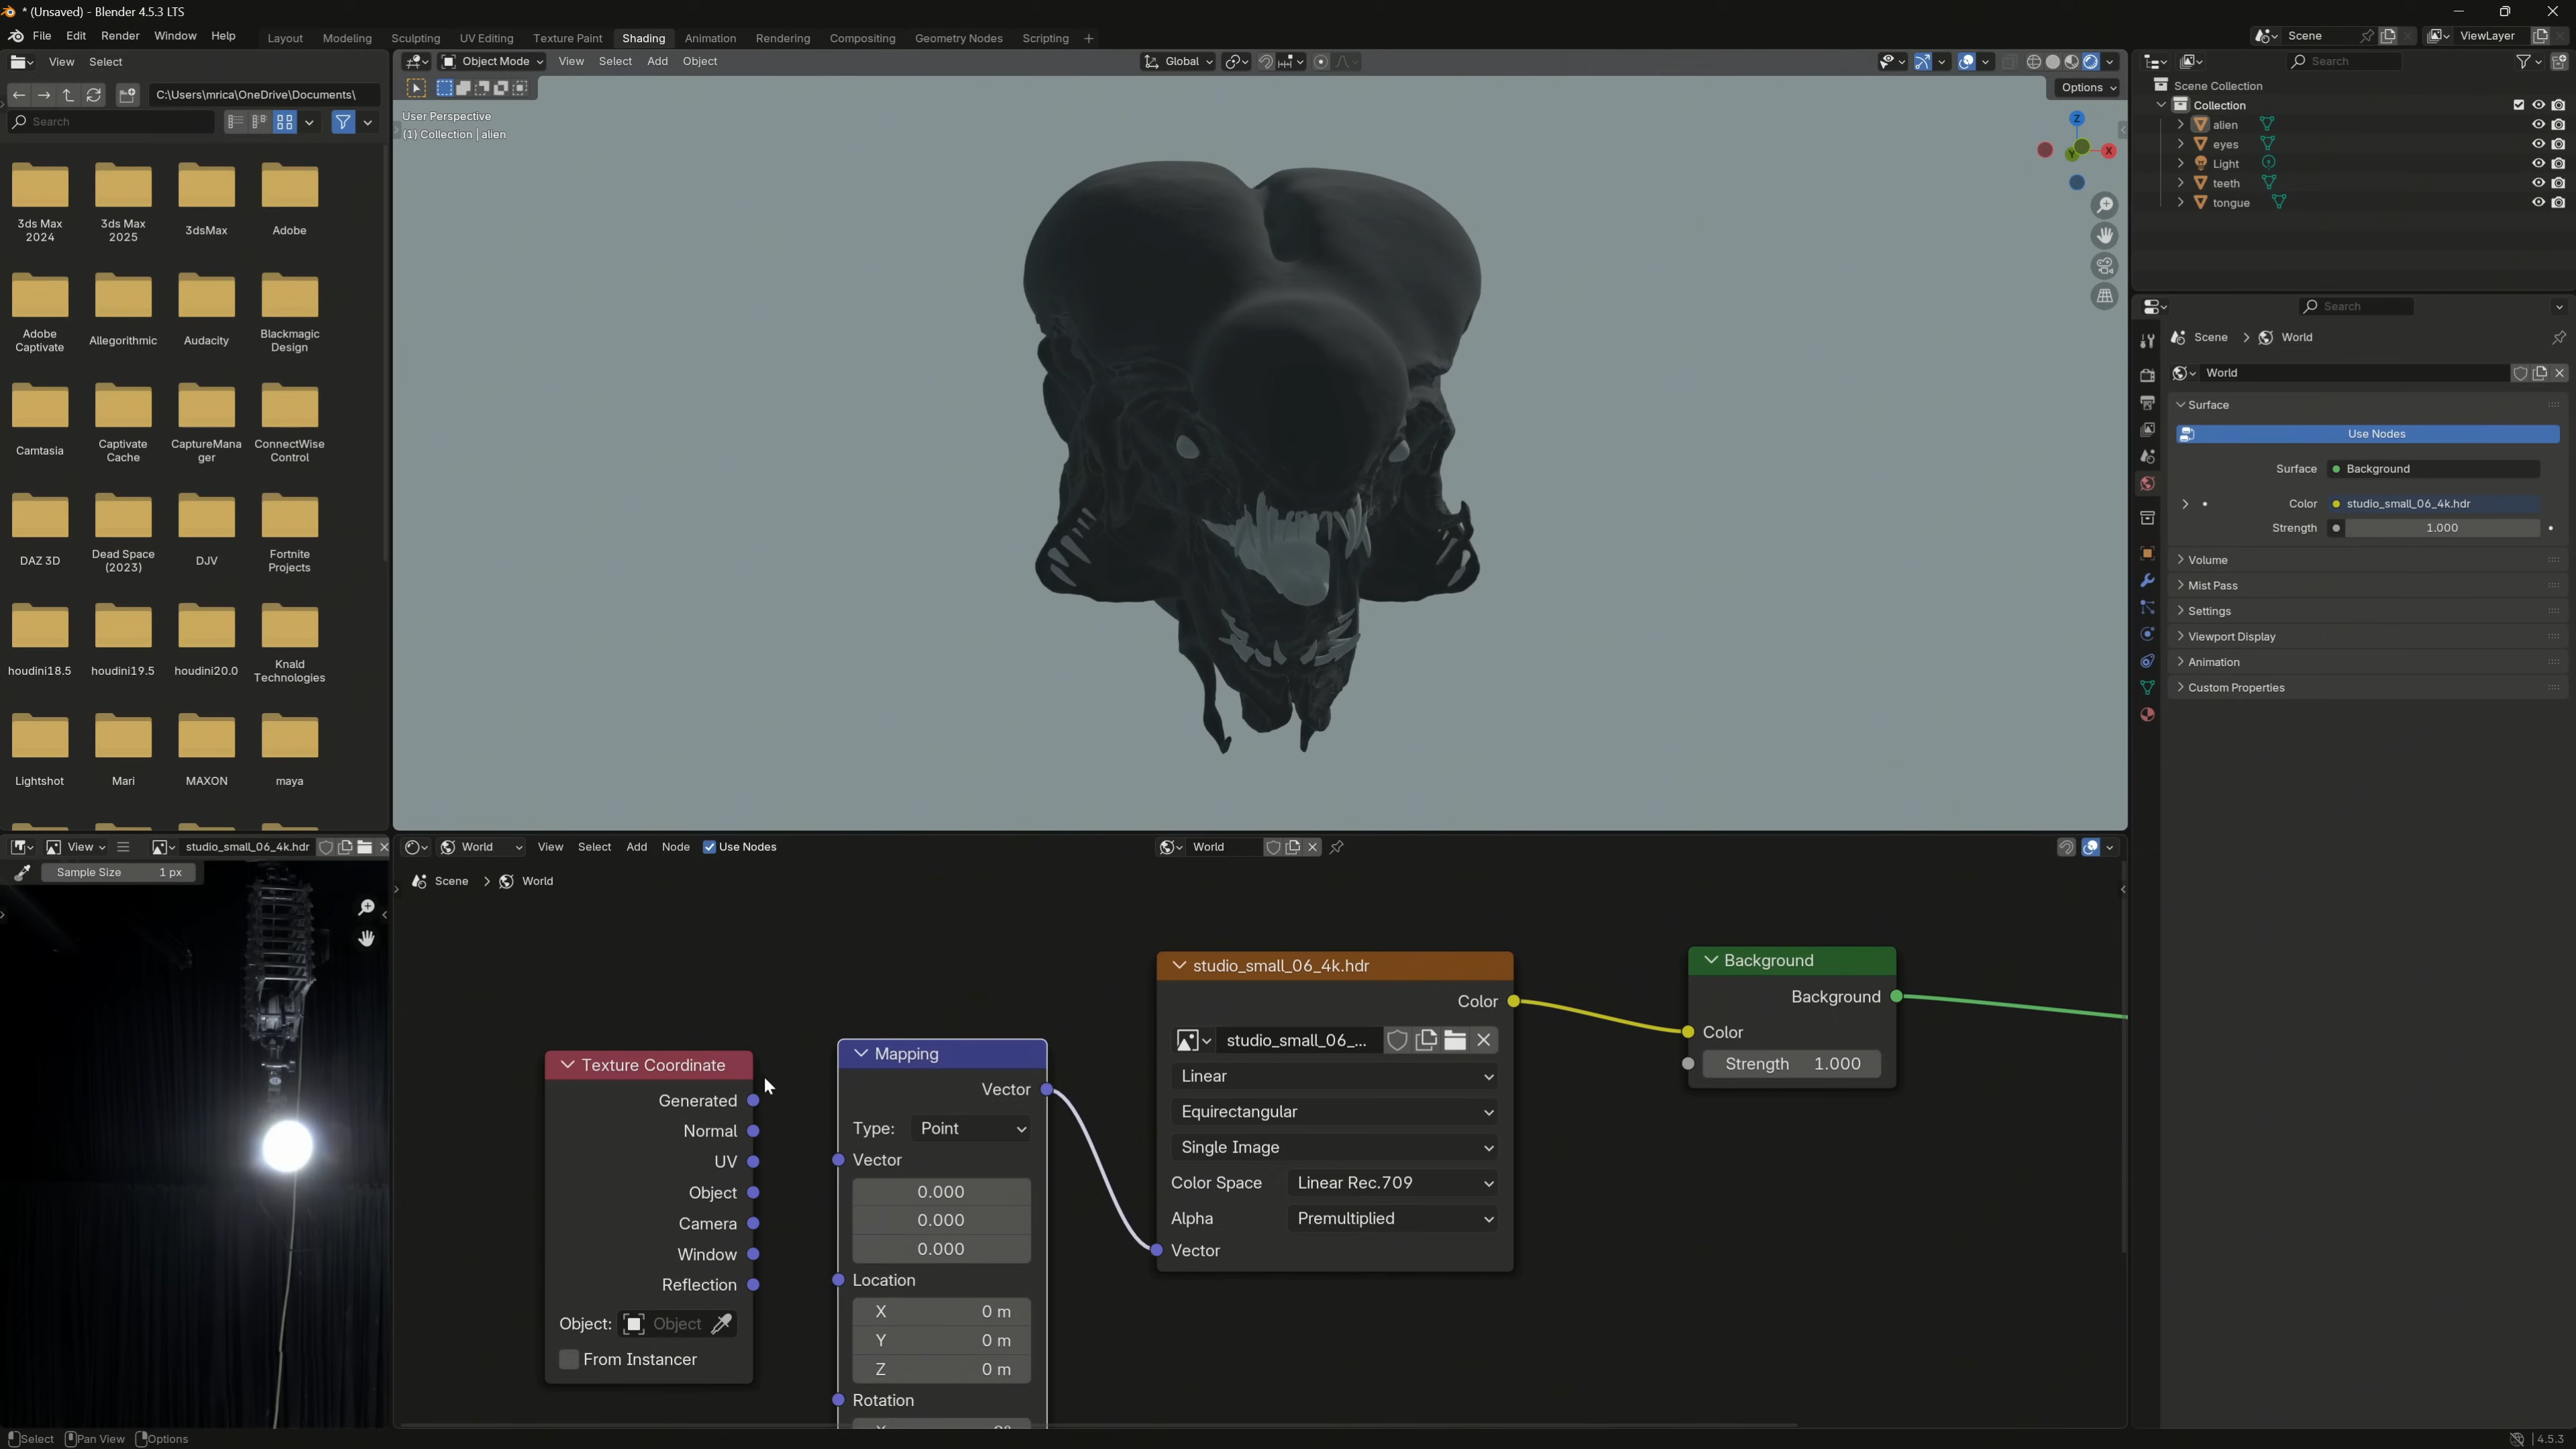 * (Unsaved) - Blender 4.5.3 LTS
File Edit Render Window Help
Layout Modeling Sculpting UV Editing Texture Paint Shading Animation Rendering Compositing Geometry Nodes Scripting +
Scene
ViewLayer
View Select
C:\Users\mrica\OneDrive\Documents\
Search
3ds Max 2024
3ds Max 2025
3dsMax
Adobe
Adobe Captivate
Allegorithmic
Audacity
Blackmagic Design
Camtasia
Captivate Cache
CaptureManager
ConnectWise Control
DAZ 3D
Dead Space (2023)
DJV
Fortnite Projects
houdini18.5
houdini19.5
houdini20.0
Knald Technologies
Lightshot
Mari
MAXON
maya
Object Mode View Select Add Object
Global
Options
User Perspective
(1) Collection | alien
Z
Y
X
Search
Scene Collection
Collection
alien
eyes
Light
teeth
tongue
Search
Scene > World
World
Surface
Use Nodes
Surface Background
Color studio_small_06_4k.hdr
Strength 1.000
Volume
Mist Pass
Settings
Viewport Display
Animation
Custom Properties
View studio_small_06_4k.hdr
Sample Size 1 px
World View Select Add Node Use Nodes
World
Scene > World
Texture Coordinate
Generated
Normal
UV
Object
Camera
Window
Reflection
Object: Object
From Instancer
Mapping
Vector
Type: Point
Vector
0.000
0.000
0.000
Location
X 0 m
Y 0 m
Z 0 m
Rotation
studio_small_06_4k.hdr
Color
studio_small_06_...
Linear
Equirectangular
Single Image
Color Space Linear Rec.709
Alpha Premultiplied
Vector
Background
Background
Color
Strength 1.000
Select Pan View Options
4.5.3